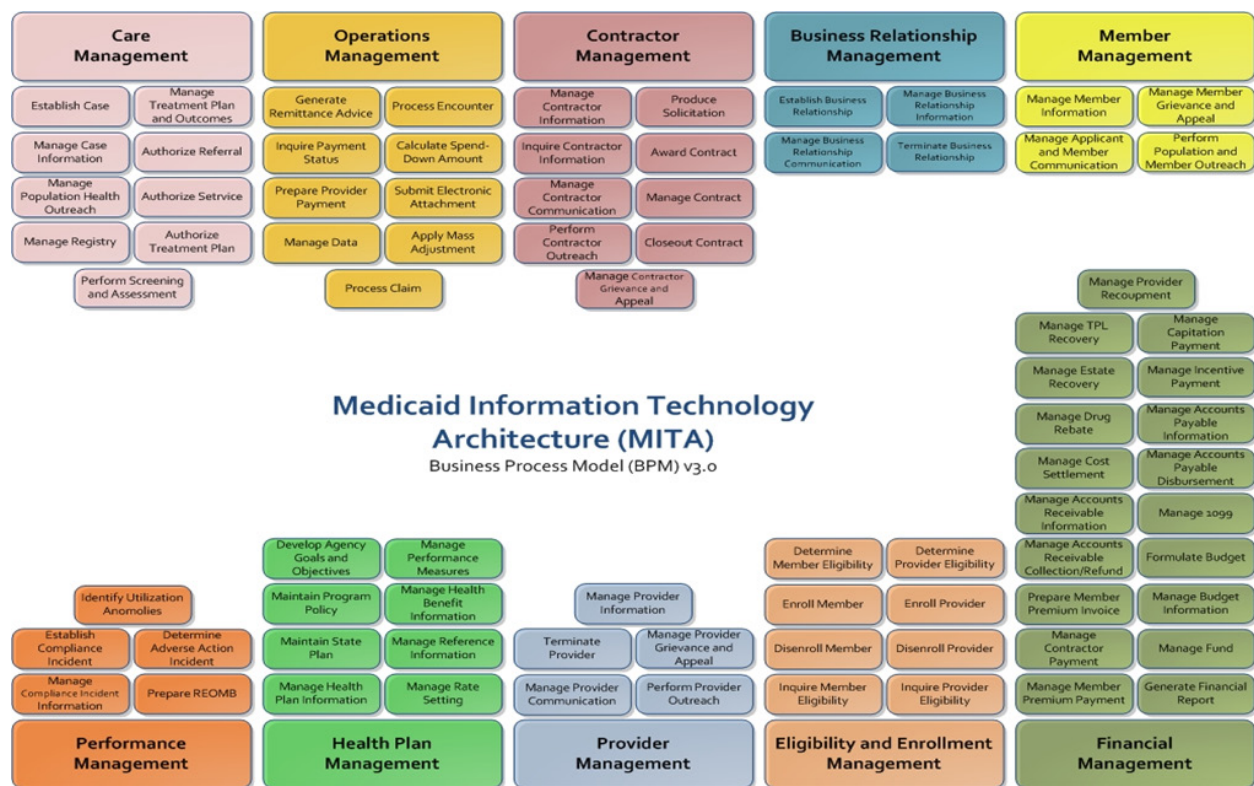 Care
Management
Operations
Management
Contractor
Management
Business Relationship
Management
Member
Management
Establish Case
Manage
Treatment Plan
and Outcomes
Manage Case
Information
Authorize Referral
Manage
Population Health
Outreach
Authorize Setrvice
Manage Registry
Authorize
Treatment Plan
Perform Screening
and Assessment
Generate
Remittance Advice
Process Encounter
Inquire Payment
Status
Calculate Spend-
Down Amount
Prepare Provider
Payment
Submit Electronic
Attachment
Manage Data
Apply Mass
Adjustment
Process Claim
Manage
Contractor
Information
Produce
Solicitation
Inquire Contractor
Information
Award Contract
Manage
Contractor
Communication
Manage Contract
Perform
Contractor
Outreach
Closeout Contract
Manage Contractor
Grievance and
Appeal
Establish Business
Relationship
Manage Business
Relationship
Information
Manage Business
Relationship
Communication
Terminate Business
Relationship
Manage Member
Information
Manage Member
Grievance and
Appeal
Manage Applicant
and Member
Communication
Perform
Population and
Member Outreach
Medicaid Information Technology
Architecture (MITA)
Business Process Model (BPM) v3.0
Identify Utilization
Anomolies
Establish
Compliance
Incident
Determine
Adverse Action
Incident
Manage
Compliance Incident
Information
Prepare REOMB
Performance
Management
Develop Agency
Goals and
Objectives
Manage
Performance
Measures
Maintain Program
Policy
Manage Health
Benefit
Information
Maintain State
Plan
Manage Reference
Information
Manage Health
Plan Information
Manage Rate
Setting
Health Plan
Management
Manage Provider
Information
Terminate
Provider
Manage Provider
Grievance and
Appeal
Manage Provider
Communication
Perform Provider
Outreach
Provider
Management
Determine
Member Eligibility
Determine
Provider Eligibility
Enroll Member
Enroll Provider
Disenroll Member
Disenroll Provider
Inquire Member
Eligibility
Inquire Provider
Eligibility
Eligibility and Enrollment
Management
Manage Provider
Recoupment
Manage TPL
Recovery
Manage
Capitation
Payment
Manage Estate
Recovery
Manage Incentive
Payment
Manage Drug
Rebate
Manage Accounts
Payable
Information
Manage Cost
Settlement
Manage Accounts
Payable
Disbursement
Manage Accounts
Receivable
Information
Manage 1099
Manage Accounts
Receivable
Collection/Refund
Formulate Budget
Prepare Member
Premium Invoice
Manage Budget
Information
Manage
Contractor
Payment
Manage Fund
Manage Member
Premium Payment
Generate Financial
Report
Financial
Management